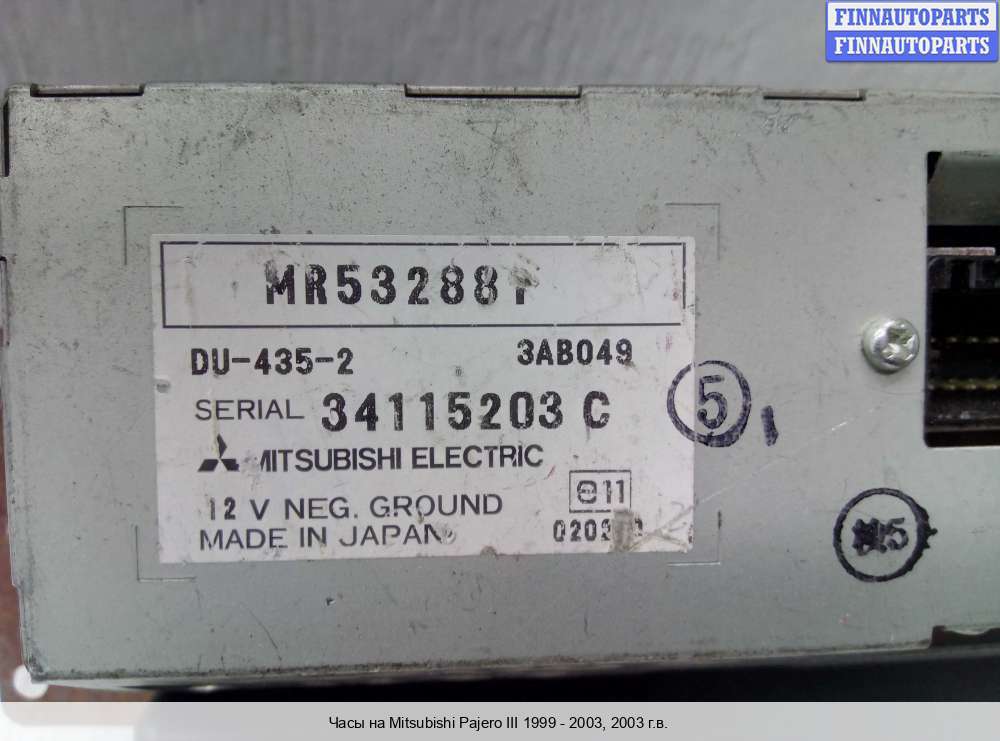 FINNAUTOPARTS
FINNAUTOPARTS
MR532881
DU-435-2 3AB049
SERIAL 34115203 C
MITSUBISHI ELECTRIC
12 V NEG. GROUND
e11
MADE IN JAPAN
5
Часы на Mitsubishi Pajero III 1999 - 2003, 2003 г.в.